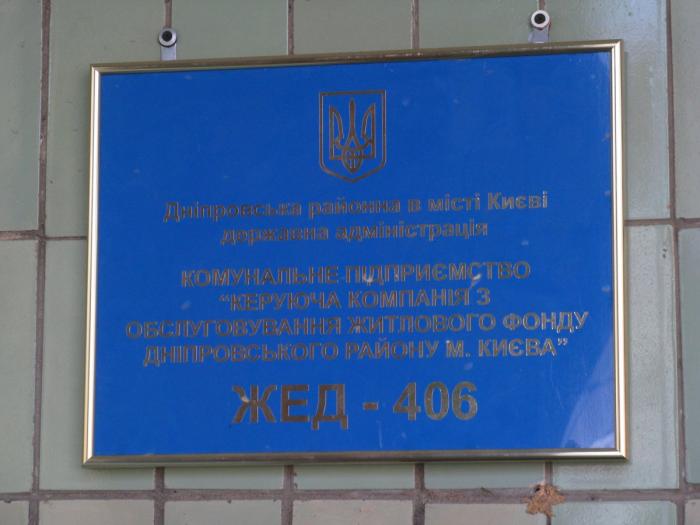 Дніпровська районна в місті Києві
державна адміністрація
КОМУНАЛЬНЕ ПІДПРИЄМСТВО
“КЕРУЮЧА КОМПАНІЯ З
ОБСЛУГОВУВАННЯ ЖИТЛОВОГО ФОНДУ
ДНІПРОВСЬКОГО РАЙОНУ М. КИЄВА”
ЖЕД - 406